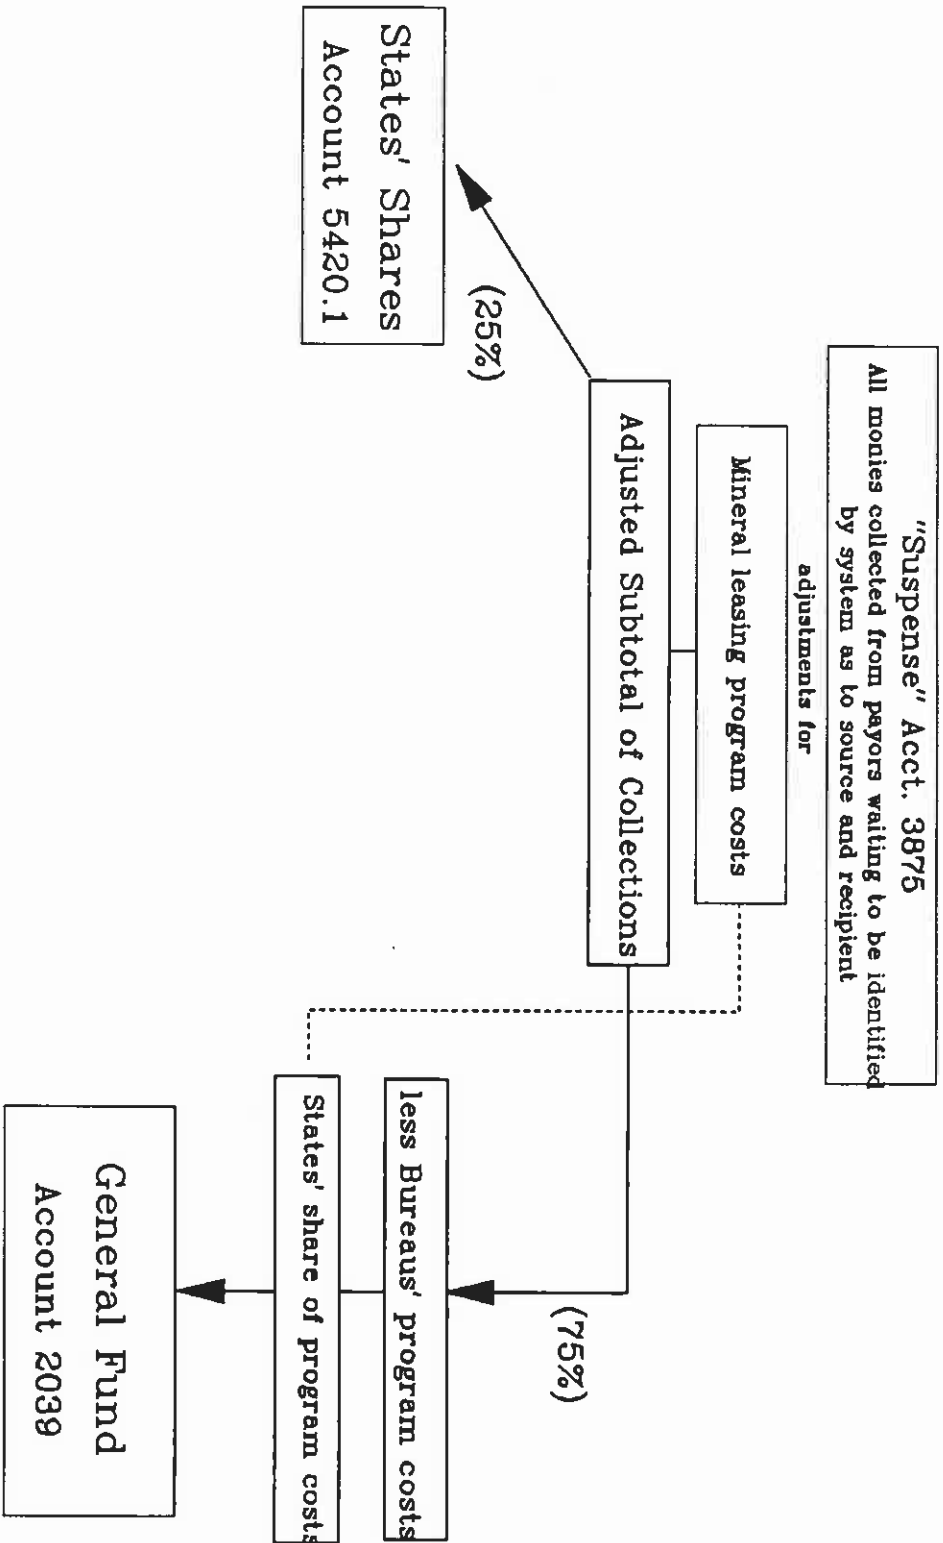 "Suspense" Acct. 3875
All monies collected from payors waiting to be identified
by system as to source and recipient
adjustments for
Mineral leasing program costs
Adjusted Subtotal of Collections
(25%)
(75%)
States' Shares
Account 5420.1
less Bureaus' program costs
States' share of program costs
General Fund
Account 2039